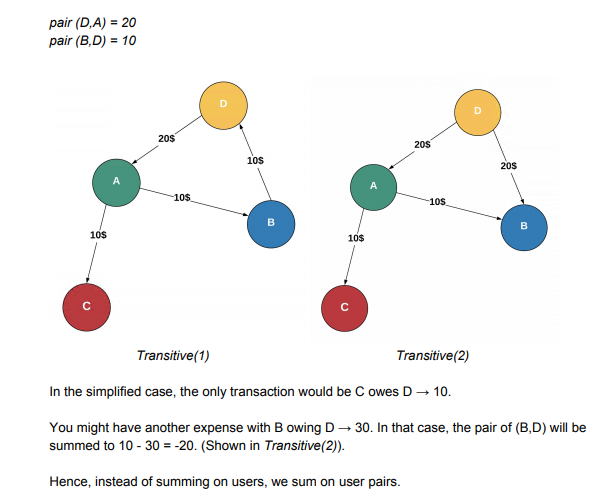 pair (D,A) = 20
pair (B,D) = 10
D
20$
10$
A
10$
B
10$
C
D
20$
20$
A
10$
B
10$
C
Transitive(1)
Transitive(2)
In the simplified case, the only transaction would be C owes D → 10.
You might have another expense with B owing D → 30. In that case, the pair of (B,D) will be
summed to 10 - 30 = -20. (Shown in Transitive(2)).
Hence, instead of summing on users, we sum on user pairs.